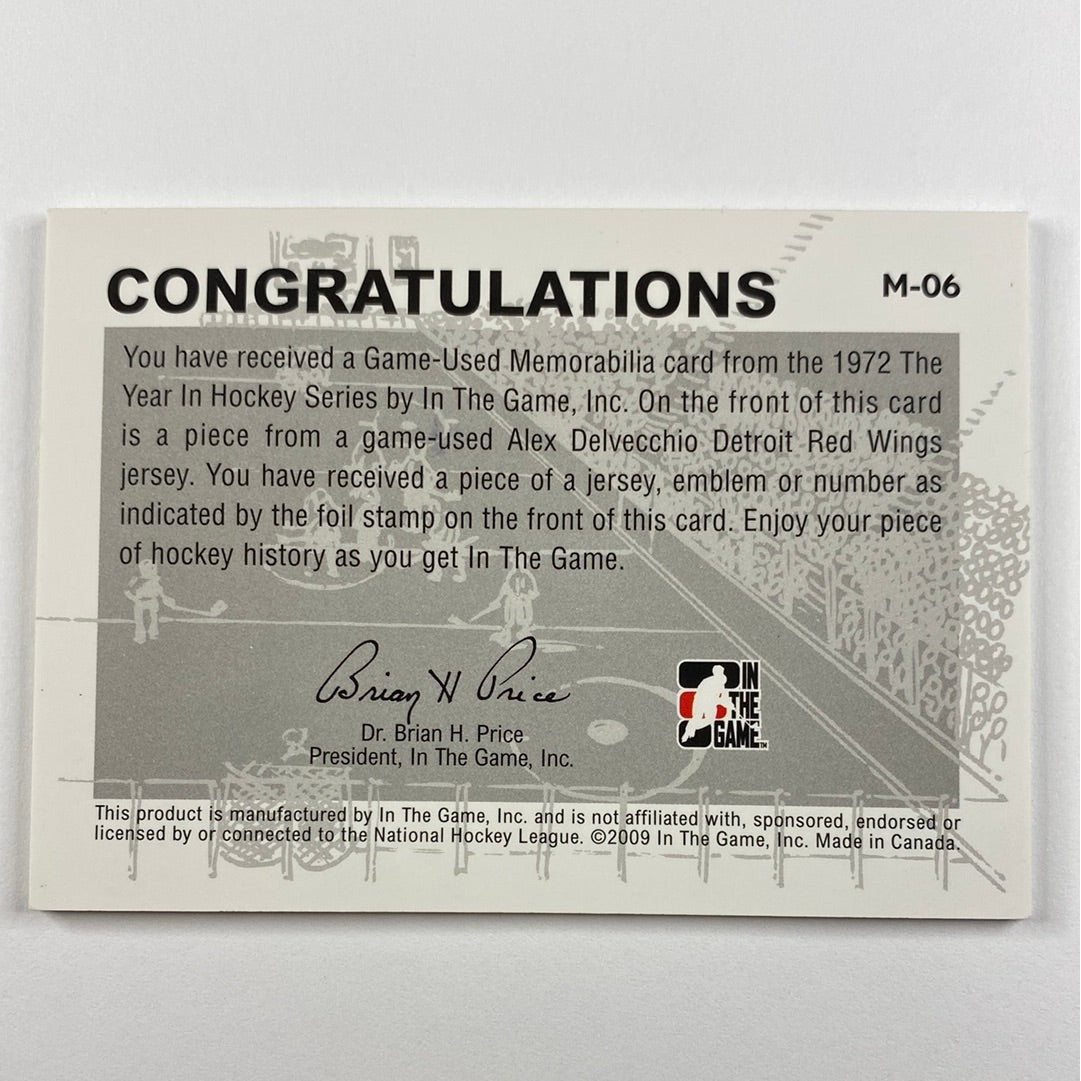 CONGRATULATIONS
M-06
You have received a Game-Used Memorabilia card from the 1972 The
Year In Hockey Series by In The Game, Inc. On the front of this card
is a piece from a game-used Alex Delvecchio Detroit Red Wings
jersey. You have received a piece of a jersey, emblem or number as
indicated by the foil stamp on the front of this card. Enjoy your piece
of hockey history as you get In The Game.
Brian H Price
Dr. Brian H. Price
President, In The Game, Inc.
IN
THE
GAME™
This product is manufactured by In The Game, Inc. and is not affiliated with, sponsored, endorsed or
licensed by or connected to the National Hockey League. ©2009 In The Game, Inc. Made in Canada.